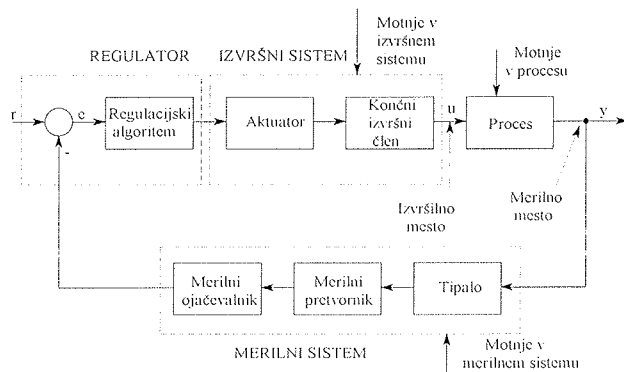 Motnje v
izvršnem
sistemu
REGULATOR
IZVRŠNI SISTEM
Motnje
v procesu
r
e
Regulacijski
algoritem
Aktuator
Končni
izvršni
člen
u
Proces
y
-
Izvršilno
mesto
Merilno
mesto
Merilni
ojačevalnik
Merilni
pretvornik
Tipalo
MERILNI SISTEM
Motnje v
merilnem sistemu